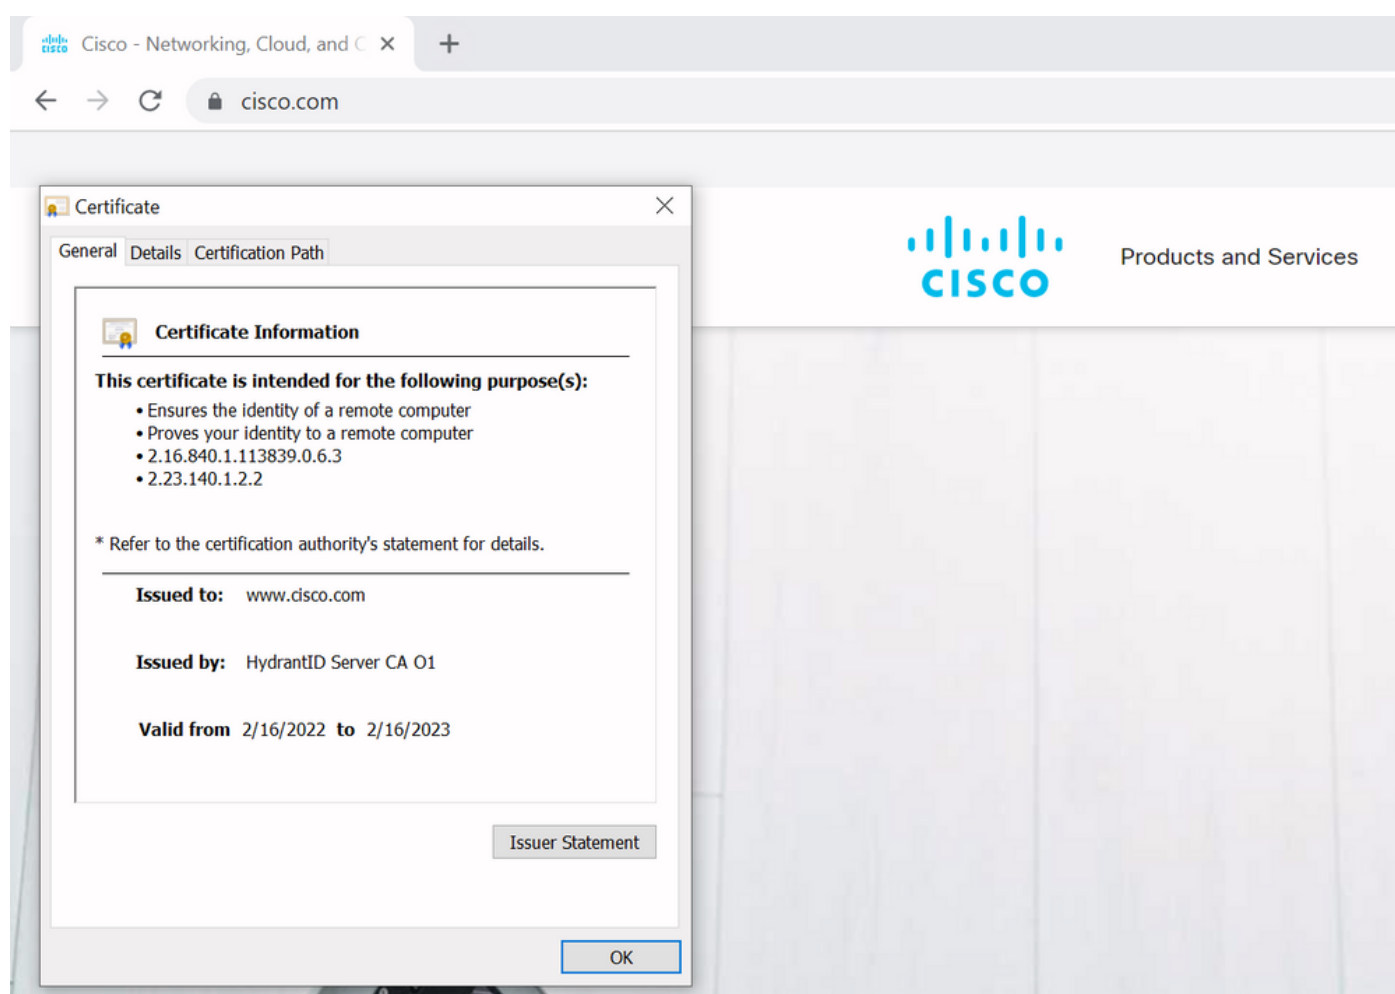 cisco
Cisco - Networking, Cloud, and C
cisco.com
Certificate
General Details Certification Path
CISCO
Products and Services
Certificate Information
This certificate is intended for the following purpose(s):
• Ensures the identity of a remote computer
• Proves your identity to a remote computer
• 2.16.840.1.113839.0.6.3
• 2.23.140.1.2.2
* Refer to the certification authority's statement for details.
Issued to: www.cisco.com
Issued by: HydrantID Server CA O1
Valid from 2/16/2022 to 2/16/2023
Issuer Statement
OK